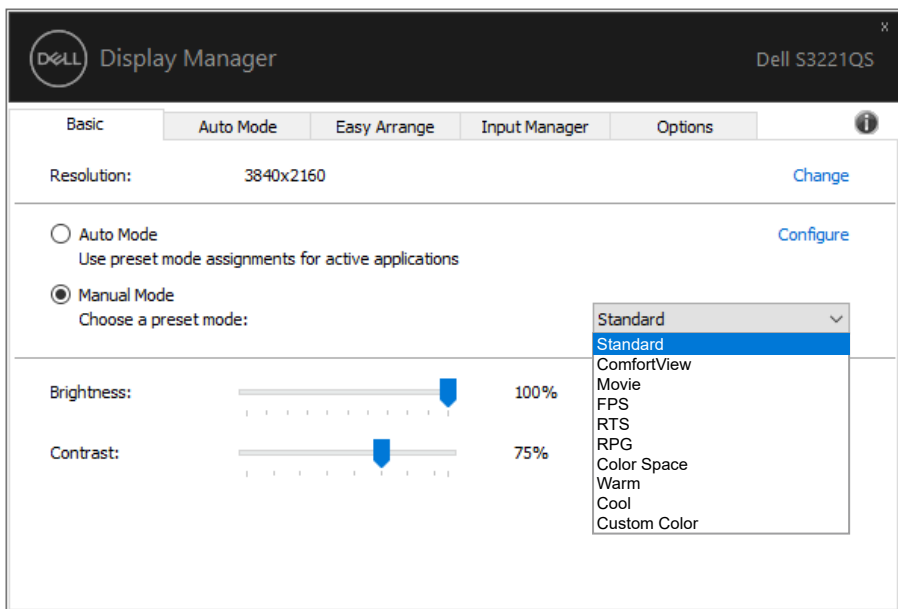 x
DELL Display Manager Dell S3221QS
Basic Auto Mode Easy Arrange Input Manager Options i
Resolution: 3840x2160 Change
Auto Mode Configure
Use preset mode assignments for active applications
Manual Mode
Choose a preset mode: Standard
Standard
ComfortView
Movie
FPS
RTS
RPG
Color Space
Warm
Cool
Custom Color
Brightness: 100%
Contrast: 75%